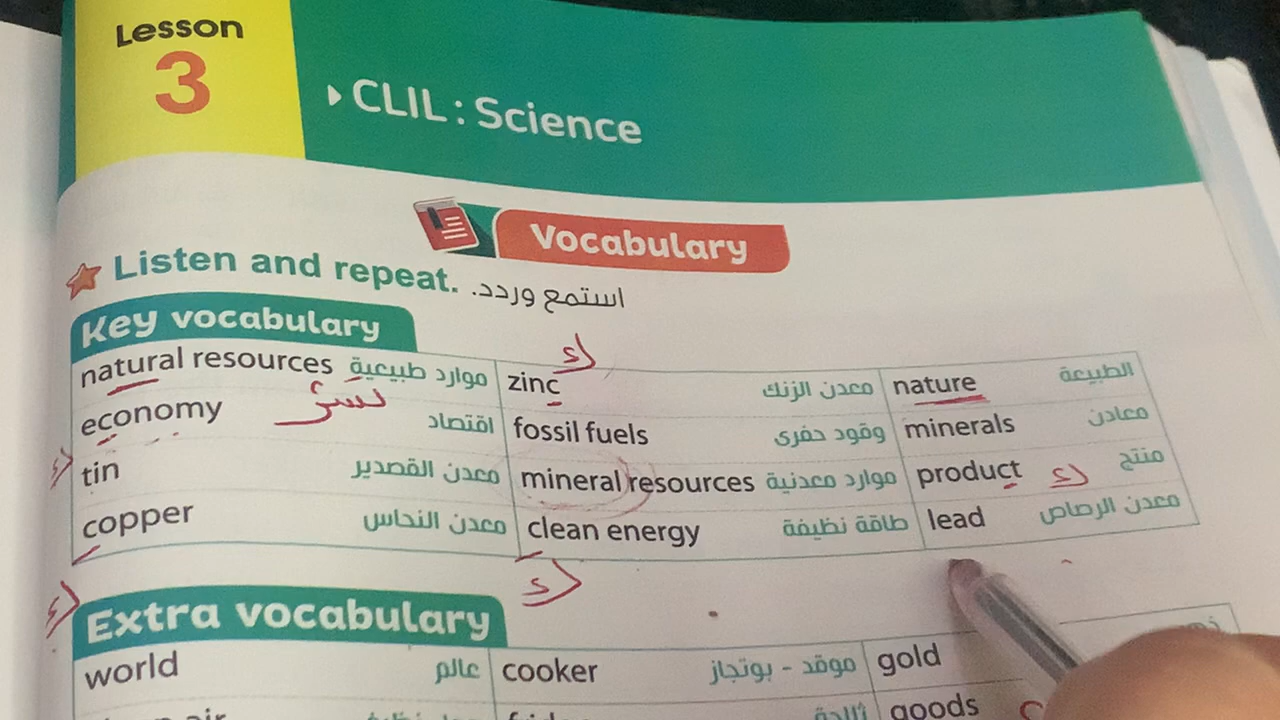 Lesson
3
CLIL : Science
Vocabulary
Listen and repeat. استمع وردد.
Key vocabulary
natural resources موارد طبيعية zinc معدن الزنك nature الطبيعة
economy اقتصاد fossil fuels وقود حفرى minerals معادن
tin معدن القصدير mineral resources موارد معدنية product منتج
copper معدن النحاس clean energy طاقة نظيفة lead معدن الرصاص
Extra vocabulary
world عالم cooker موقد - بوتجاز gold
goods